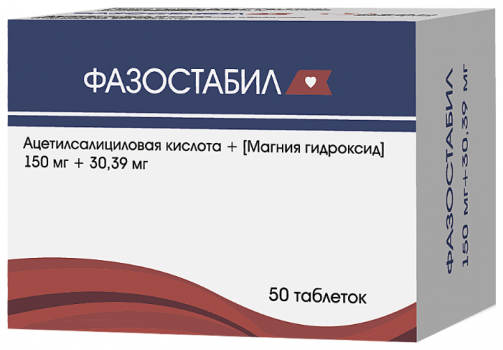 ФАЗОСТАБИЛ
Ацетилсалициловая кислота + [Магния гидроксид]
150 мг + 30,39 мг
50 таблеток
ФАЗОСТАБИЛ
150 мг+30,39 мг